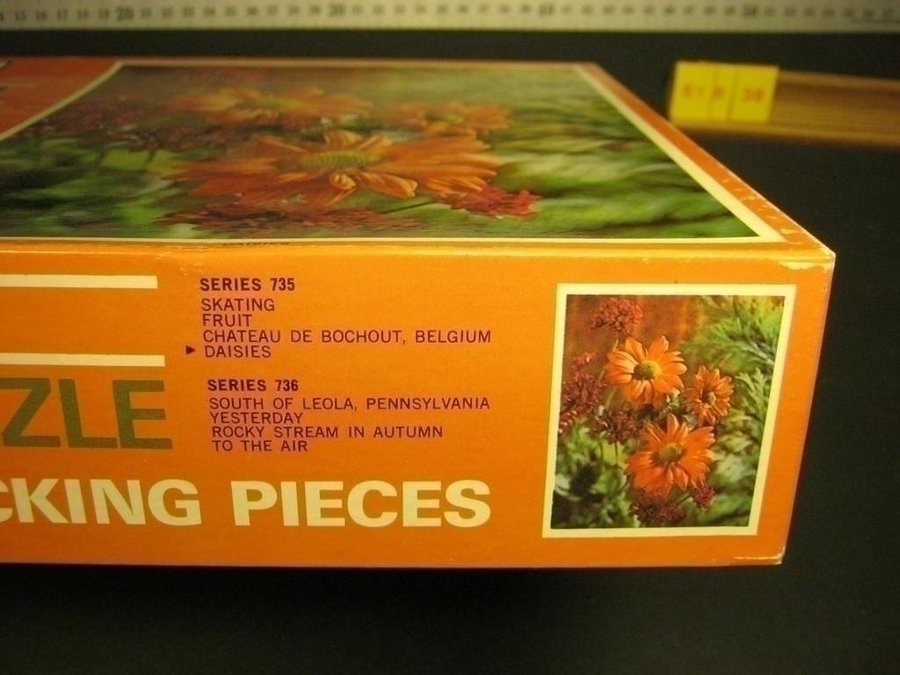 SERIES 735
SKATING
FRUIT
CHATEAU DE BOCHOUT, BELGIUM
▶ DAISIES
SERIES 736
SOUTH OF LEOLA, PENNSYLVANIA
YESTERDAY
ROCKY STREAM IN AUTUMN
TO THE AIR
ZZLE
CKING PIECES